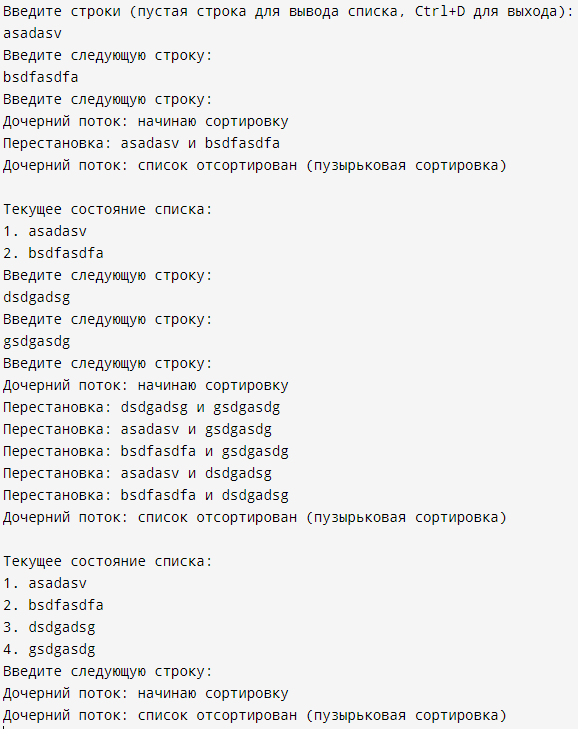 Введите строки (пустая строка для вывода списка, Ctrl+D для выхода):
asadasv
Введите следующую строку:
bsdfasdfa
Введите следующую строку:
Дочерний поток: начинаю сортировку
Перестановка: asadasv и bsdfasdfa
Дочерний поток: список отсортирован (пузырьковая сортировка)

Текущее состояние списка:
1. asadasv
2. bsdfasdfa
Введите следующую строку:
dsdgadsg
Введите следующую строку:
gsdgasdg
Введите следующую строку:
Дочерний поток: начинаю сортировку
Перестановка: dsdgadsg и gsdgasdg
Перестановка: asadasv и gsdgasdg
Перестановка: bsdfasdfa и gsdgasdg
Перестановка: asadasv и dsdgadsg
Перестановка: bsdfasdfa и dsdgadsg
Дочерний поток: список отсортирован (пузырьковая сортировка)

Текущее состояние списка:
1. asadasv
2. bsdfasdfa
3. dsdgadsg
4. gsdgasdg
Введите следующую строку:
Дочерний поток: начинаю сортировку
Дочерний поток: список отсортирован (пузырьковая сортировка)